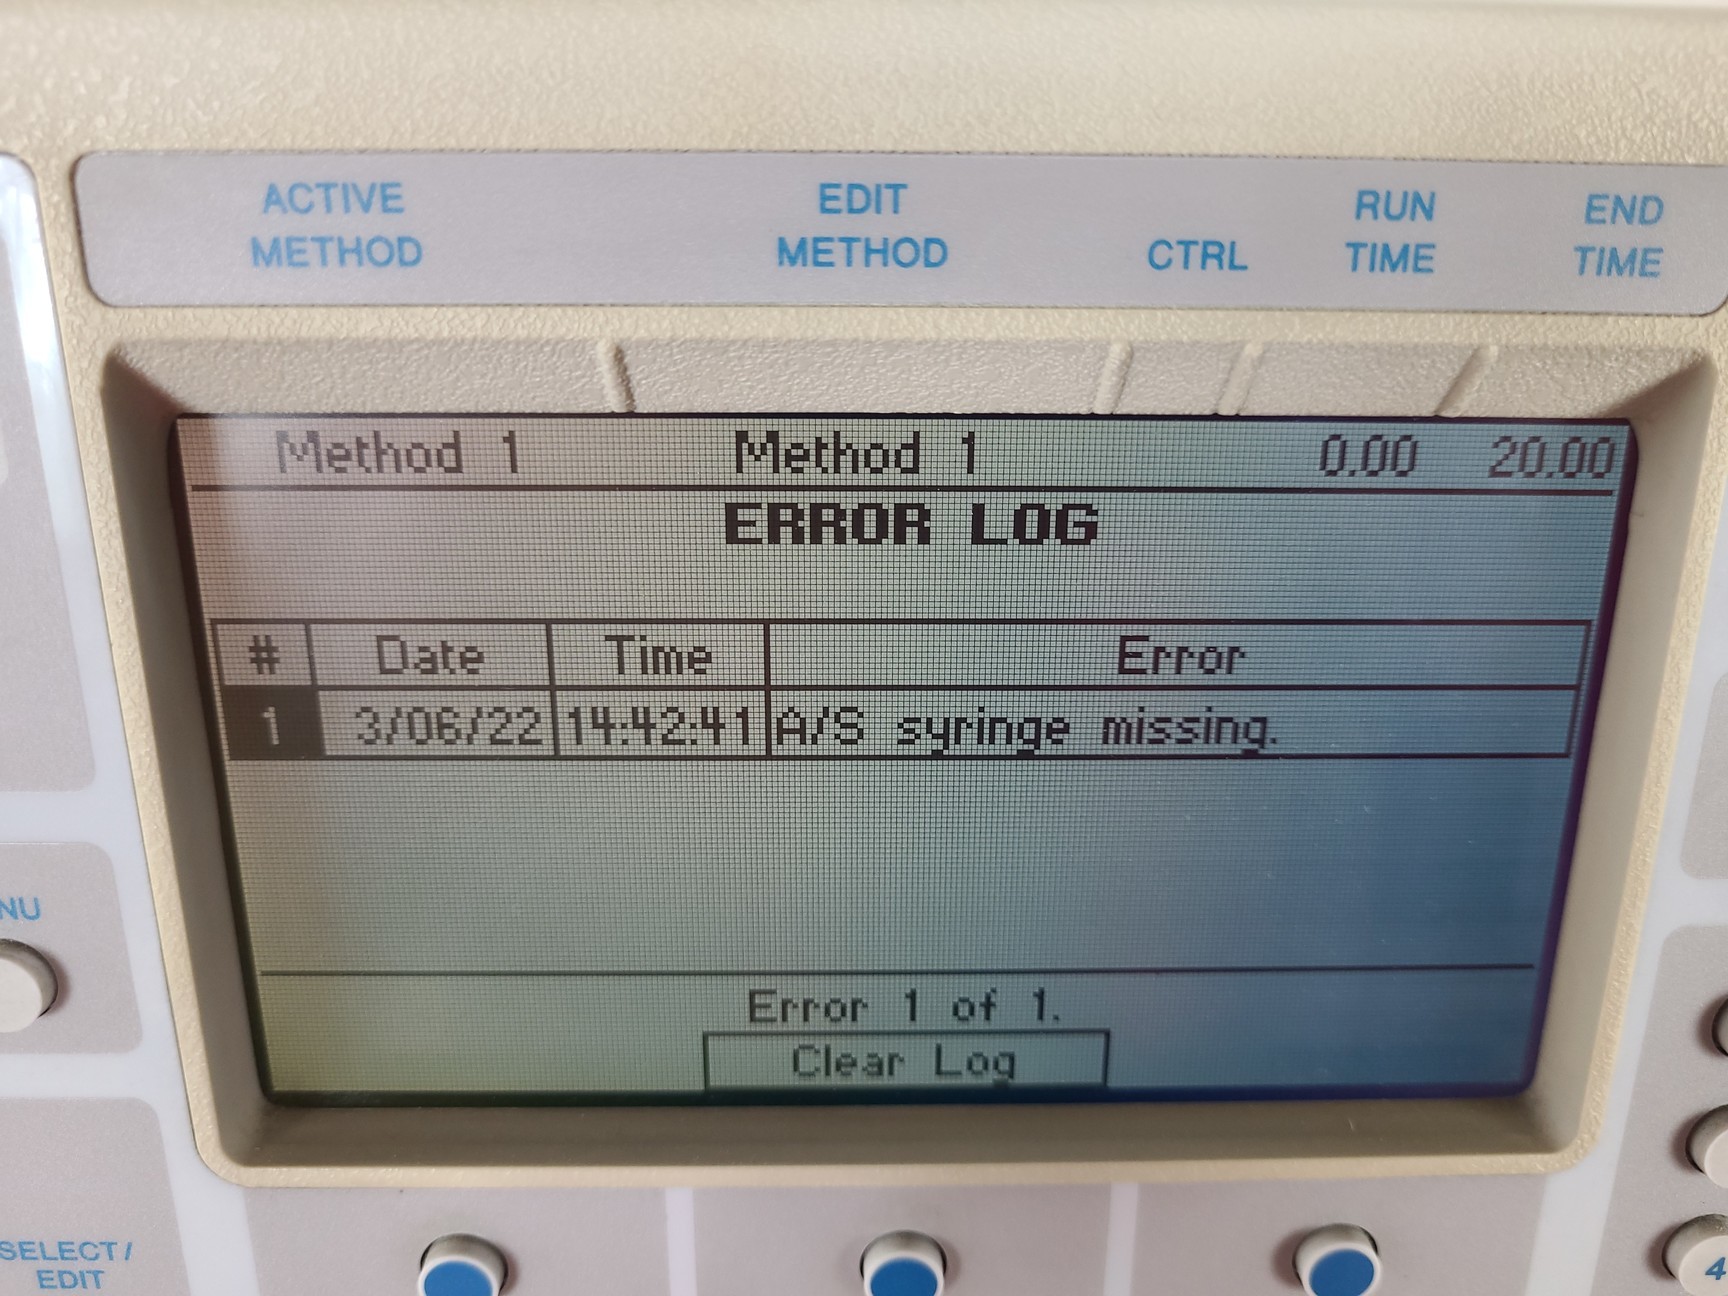 ACTIVE METHOD EDIT METHOD CTRL RUN TIME END TIME
Method 1 Method 1 0.00 20.00
ERROR LOG
# Date Time Error
1 3/06/22 14:42:41 A/S syringe missing.
Error 1 of 1.
Clear Log
NU
SELECT/
EDIT
4